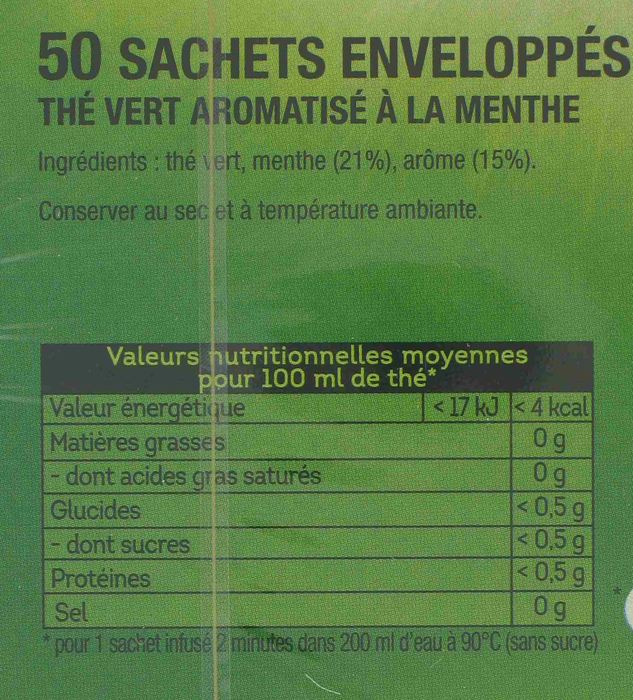 50 SACHETS ENVELOPPÉS
THÉ VERT AROMATISÉ À LA MENTHE
Ingrédients : thé vert, menthe (21%), arôme (15%).
Conserver au sec et à température ambiante.
Valeurs nutritionnelles moyennes
pour 100 ml de thé*
Valeur énergétique < 17 kJ < 4 kcal
Matières grasses 0 g
- dont acides gras saturés 0 g
Glucides < 0,5 g
- dont sucres < 0,5 g
Protéines < 0,5 g
Sel 0 g
* pour 1 sachet infusé 2 minutes dans 200 ml d'eau à 90°C (sans sucre)
*